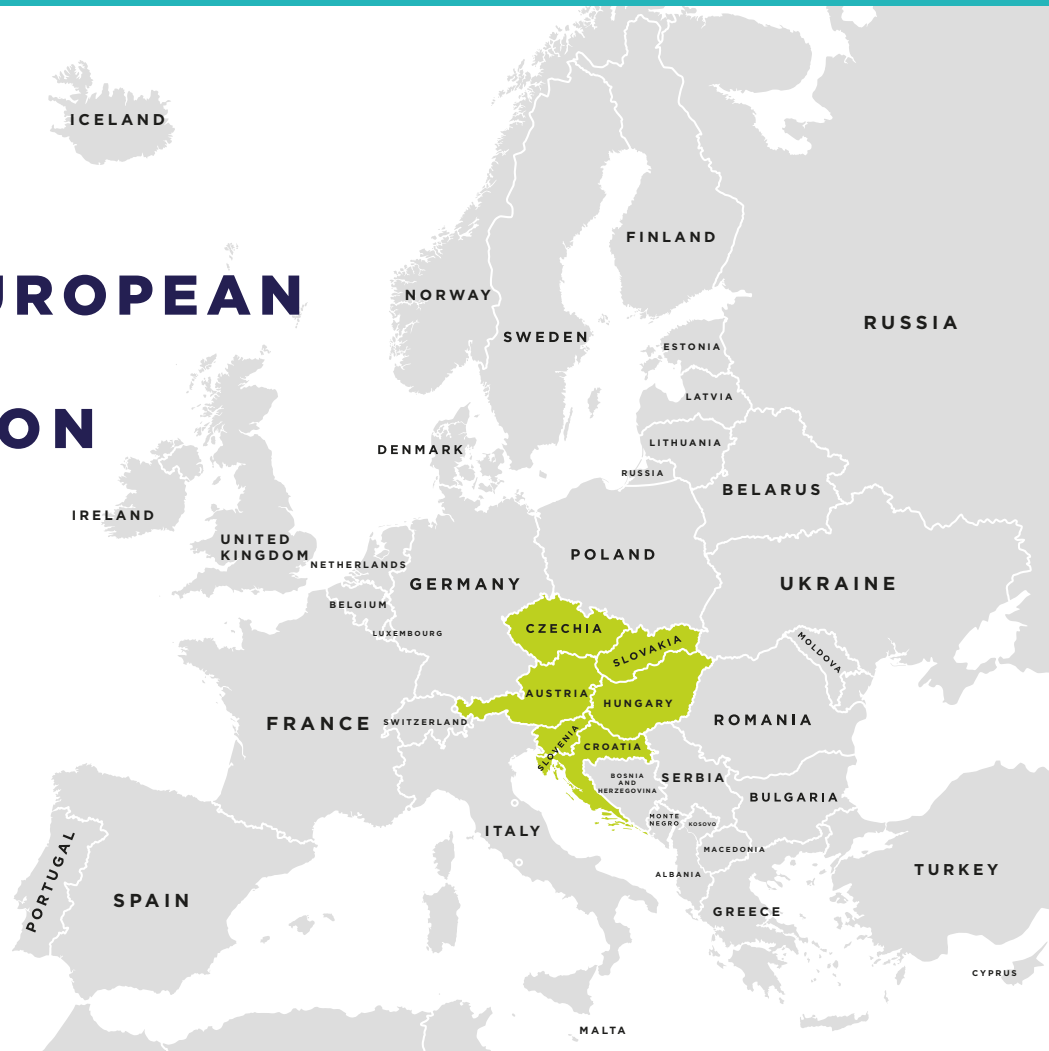 ICELAND
FINLAND
UROPEAN
NORWAY
RUSSIA
SWEDEN
ESTONIA
LATVIA
ON
LITHUANIA
DENMARK
RUSSIA
BELARUS
IRELAND
UNITED
KINGDOM
NETHERLANDS
POLAND
GERMANY
UKRAINE
BELGIUM
LUXEMBOURG
CZECHIA
SLOVAKIA
MOLDOVA
AUSTRIA
HUNGARY
FRANCE
SWITZERLAND
ROMANIA
SLOVENIA
CROATIA
BOSNIA
AND
HERZEGOVINA
SERBIA
BULGARIA
MONTE
NEGRO
KOSOVO
ITALY
MACEDONIA
PORTUGAL
ALBANIA
TURKEY
SPAIN
GREECE
CYPRUS
MALTA